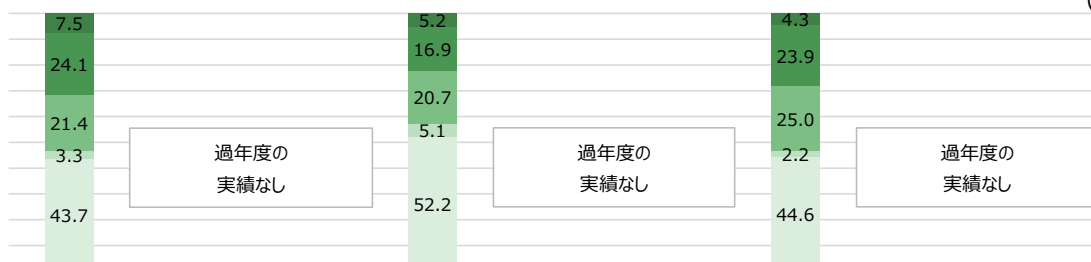 7.5
24.1
21.4
3.3
43.7
過年度の
実績なし
5.2
16.9
20.7
5.1
52.2
過年度の
実績なし
4.3
23.9
25.0
2.2
44.6
過年度の
実績なし